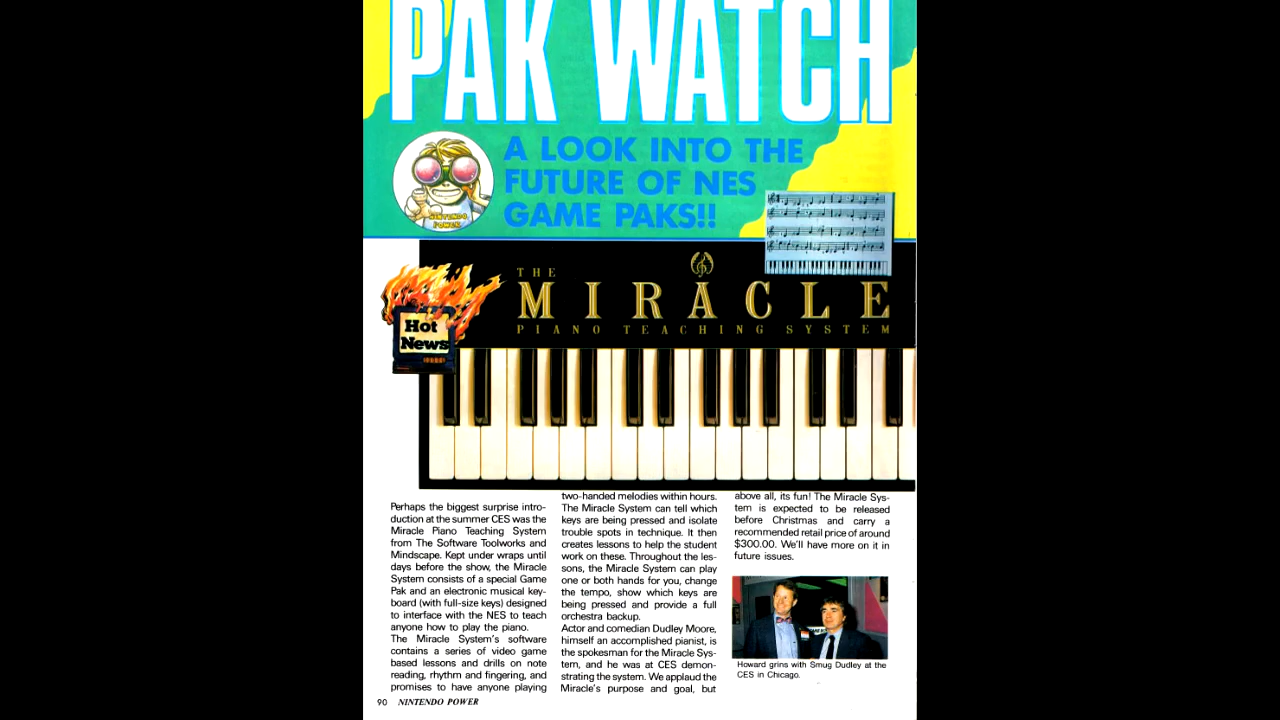 PAK WATCH
A LOOK INTO THE
FUTURE OF NES
GAME PAKS!!
NINTENDO
POWER
Hot
News
THE
MIRACLE
PIANO TEACHING SYSTEM
Perhaps the biggest surprise intro-
duction at the summer CES was the
Miracle Piano Teaching System
from The Software Toolworks and
Mindscape. Kept under wraps until
days before the show, the Miracle
System consists of a special Game
Pak and an electronic musical key-
board (with full-size keys) designed
to interface with the NES to teach
anyone how to play the piano.
The Miracle System's software
contains a series of video game
based lessons and drills on note
reading, rhythm and fingering, and
promises to have anyone playing
two-handed melodies within hours.
The Miracle System can tell which
keys are being pressed and isolate
trouble spots in technique. It then
creates lessons to help the student
work on these. Throughout the les-
sons, the Miracle System can play
one or both hands for you, change
the tempo, show which keys are
being pressed and provide a full
orchestra backup.
Actor and comedian Dudley Moore,
himself an accomplished pianist, is
the spokesman for the Miracle Sys-
tem, and he was at CES demon-
strating the system. We applaud the
Miracle's purpose and goal, but
above all, its fun! The Miracle Sys-
tem is expected to be released
before Christmas and carry a
recommended retail price of around
$300.00. We'll have more on it in
future issues.
Howard grins with Smug Dudley at the
CES in Chicago.
90 NINTENDO POWER